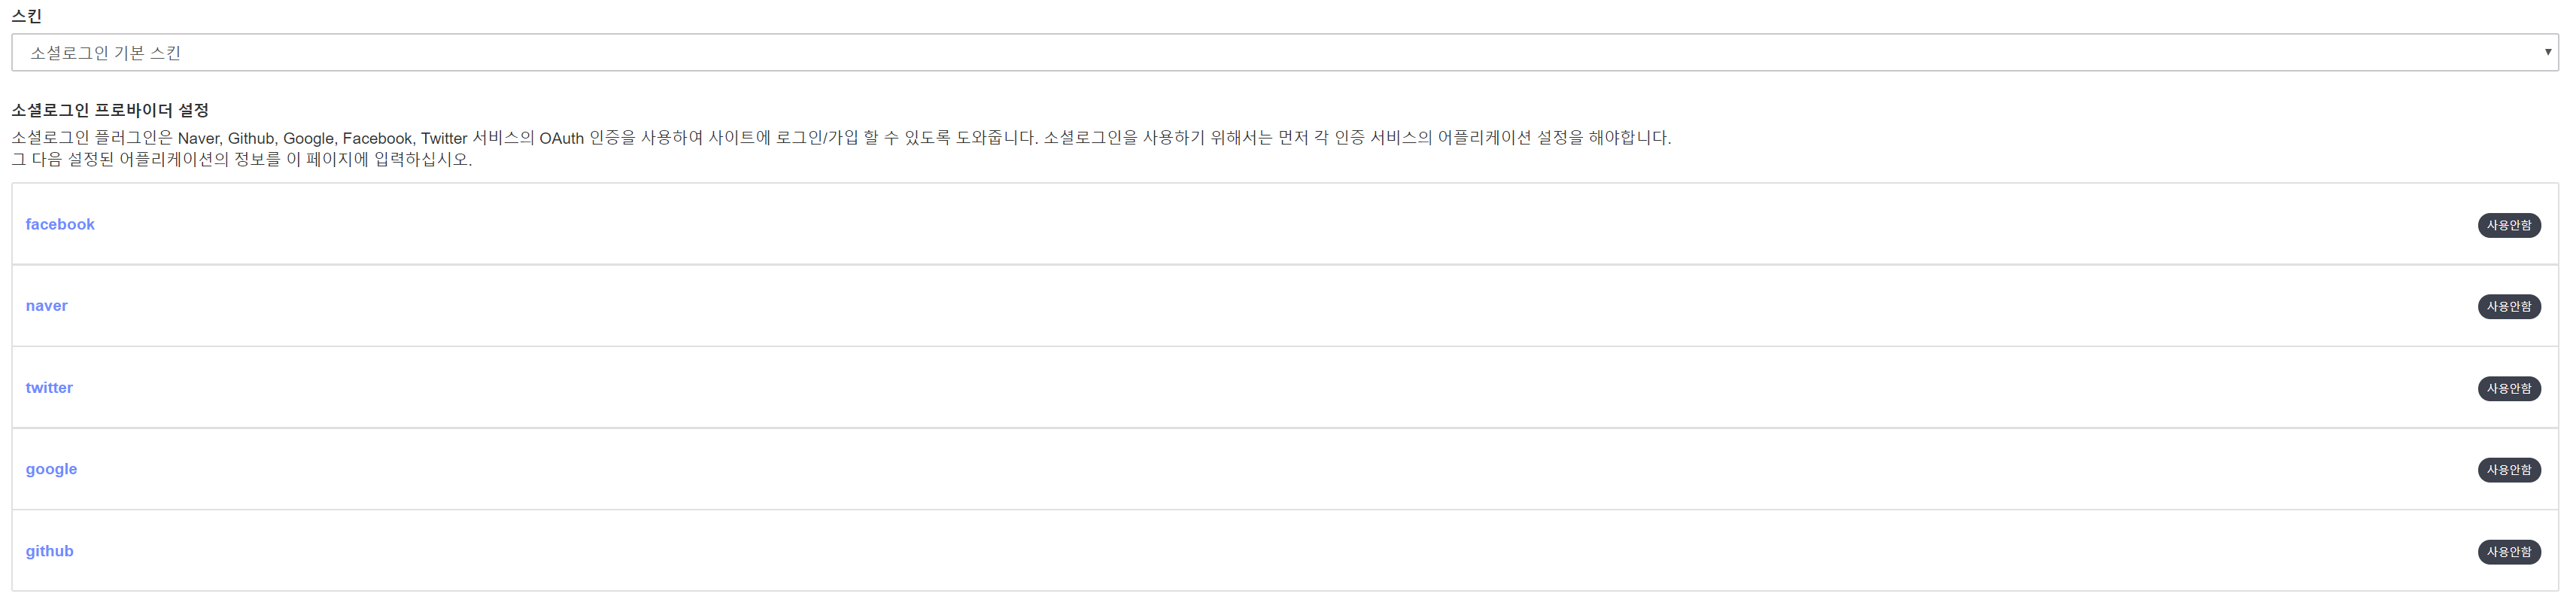 스킨
소셜로그인 기본 스킨
소셜로그인 프로바이더 설정
소셜로그인 플러그인은 Naver, Github, Google, Facebook, Twitter 서비스의 OAuth 인증을 사용하여 사이트에 로그인/가입 할 수 있도록 도와줍니다. 소셜로그인을 사용하기 위해서는 먼저 각 인증 서비스의 어플리케이션 설정을 해야합니다.
그 다음 설정된 어플리케이션의 정보를 이 페이지에 입력하십시오.
facebook 사용안함
naver 사용안함
twitter 사용안함
google 사용안함
github 사용안함